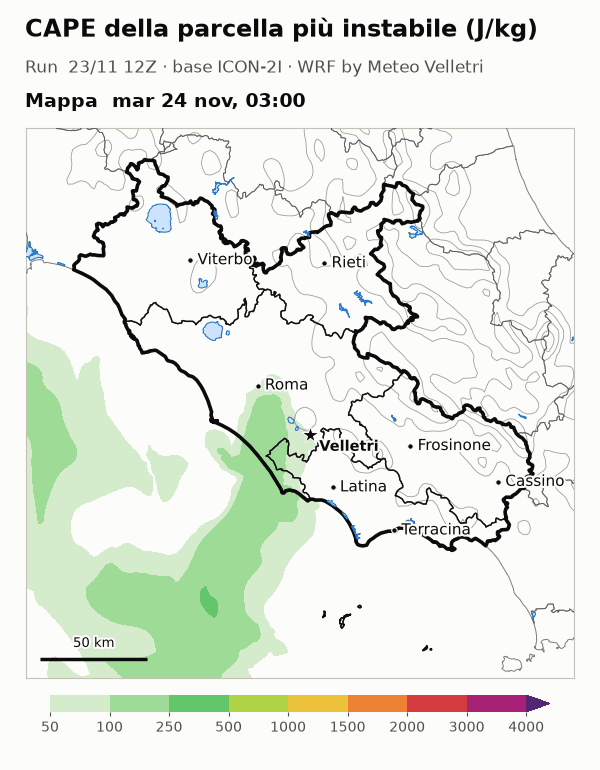 CAPE della parcella più instabile (J/kg)
Run  23/11 12Z · base ICON-2I · WRF by Meteo Velletri
Mappa  mar 24 nov, 03:00
Viterbo
Rieti
Roma
Velletri
Frosinone
Latina
Cassino
Terracina
50 km
50 100 250 500 1000 1500 2000 3000 4000